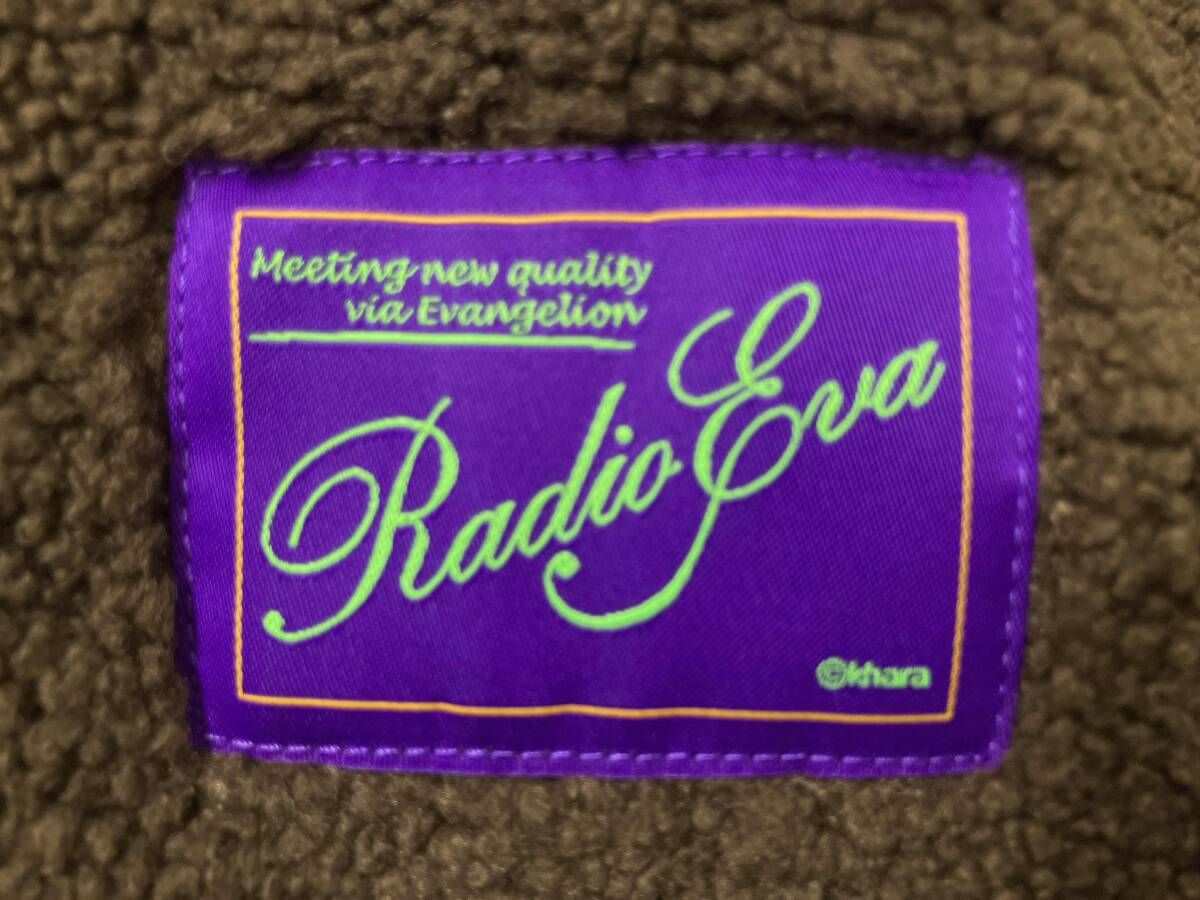 Meeting new quality
via Evangelion
Radio Eva
©khara